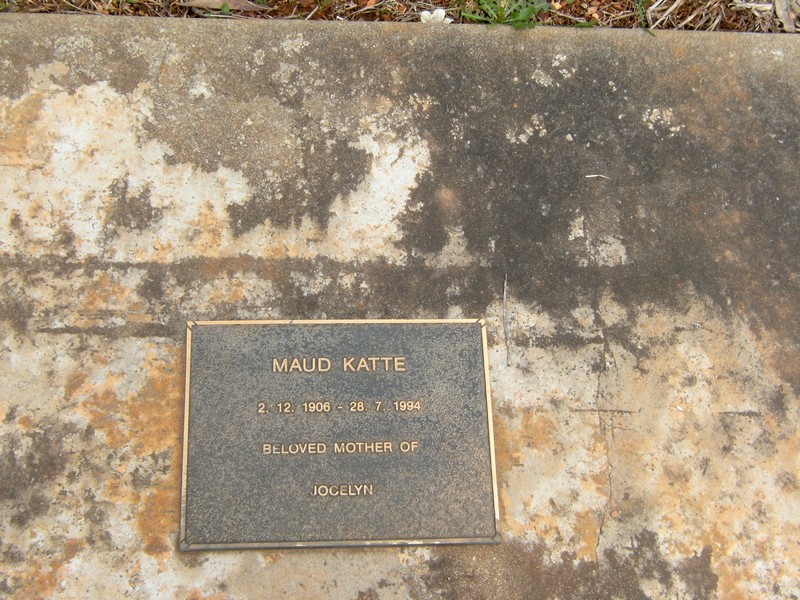 MAUD KATTE
2. 12. 1906 - 28. 7. 1994
BELOVED MOTHER OF
JOCELYN